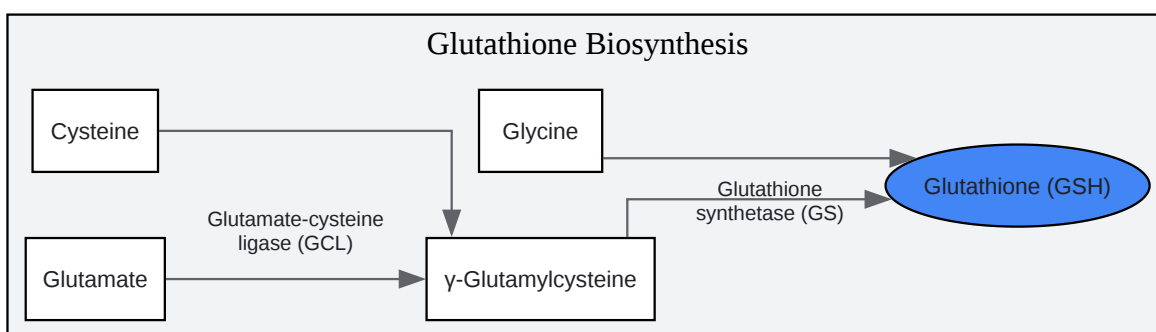 Glutathione Biosynthesis
Cysteine
Glycine
Glutathione (GSH)
Glutathione
synthetase (GS)
Glutamate-cysteine
ligase (GCL)
Glutamate
γ-Glutamylcysteine